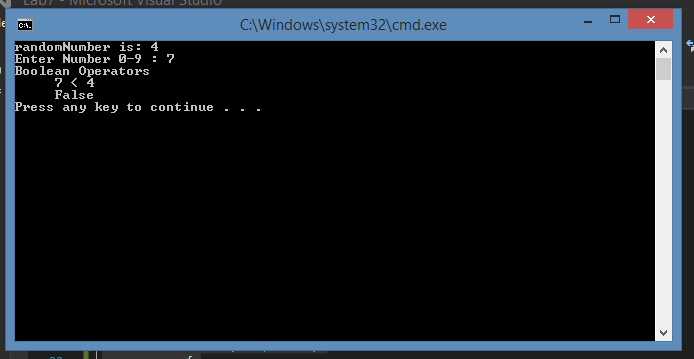 Lab7 - Microsoft Visual Studio
C:\Windows\system32\cmd.exe
C:\.
randomNumber is: 4
Enter Number 0-9 : 7
Boolean Operators
7 < 4
False
Press any key to continue . . .